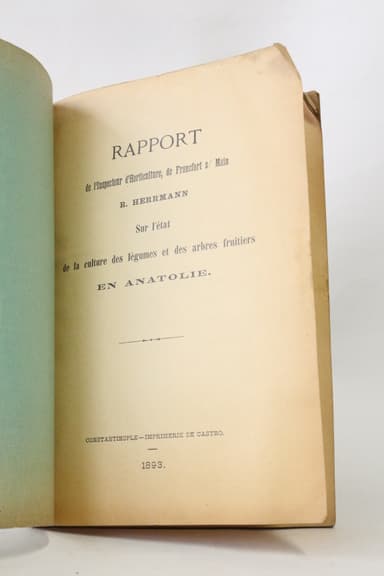 RAPPORT
de l'Inspecteur d'Horticulture, de Francfort s/ Main
R. HERRMANN
Sur l'état
de la culture des légumes et des arbres fruitiers
EN ANATOLIE.
CONSTANTINOPLE—IMPRIMERIE DE CASTRO.
1893.